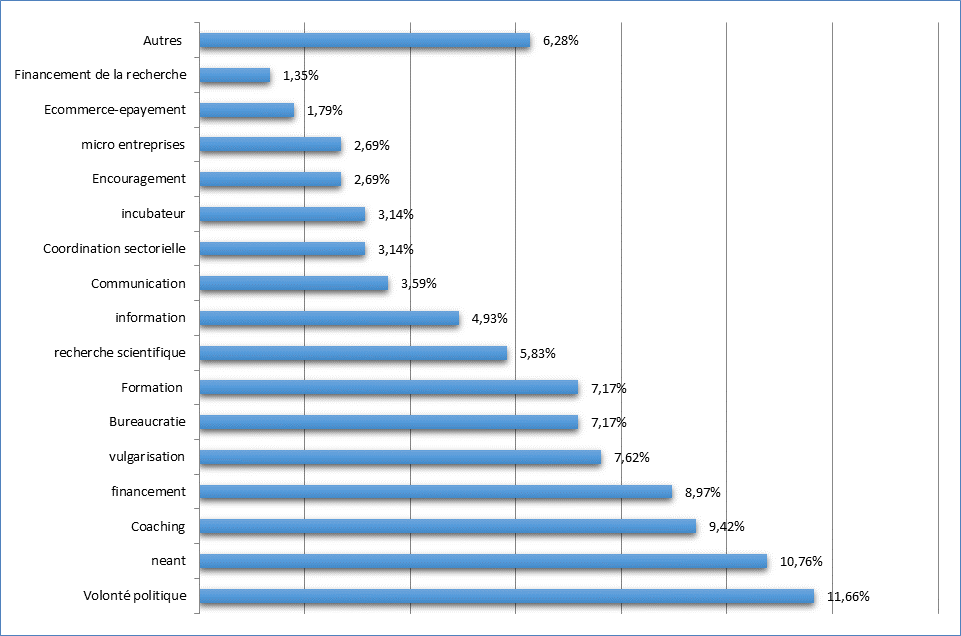 Autres 6,28%
Financement de la recherche 1,35%
Ecommerce-epayement 1,79%
micro entreprises 2,69%
Encouragement 2,69%
incubateur 3,14%
Coordination sectorielle 3,14%
Communication 3,59%
information 4,93%
recherche scientifique 5,83%
Formation 7,17%
Bureaucratie 7,17%
vulgarisation 7,62%
financement 8,97%
Coaching 9,42%
neant 10,76%
Volonté politique 11,66%